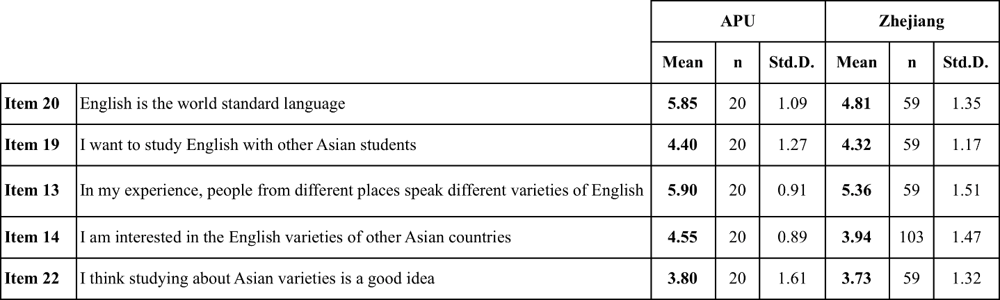 APU Zhejiang
Mean n Std.D. Mean n Std.D.
Item 20 English is the world standard language 5.85 20 1.09 4.81 59 1.35
Item 19 I want to study English with other Asian students 4.40 20 1.27 4.32 59 1.17
Item 13 In my experience, people from different places speak different varieties of English 5.90 20 0.91 5.36 59 1.51
Item 14 I am interested in the English varieties of other Asian countries 4.55 20 0.89 3.94 103 1.47
Item 22 I think studying about Asian varieties is a good idea 3.80 20 1.61 3.73 59 1.32